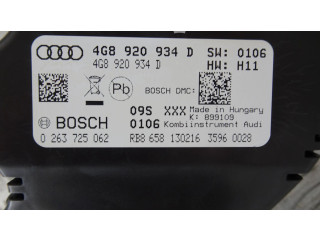 4G8 920 934 D SW: 0106
4G8 920 934 D HW: H11
Pb
BOSCH DMC:
09S XXX Made in Hungary
K: 899109
BOSCH 0106 Kombiinstrument Audi
0 263 725 062 RB8 658 130216 3596 0028